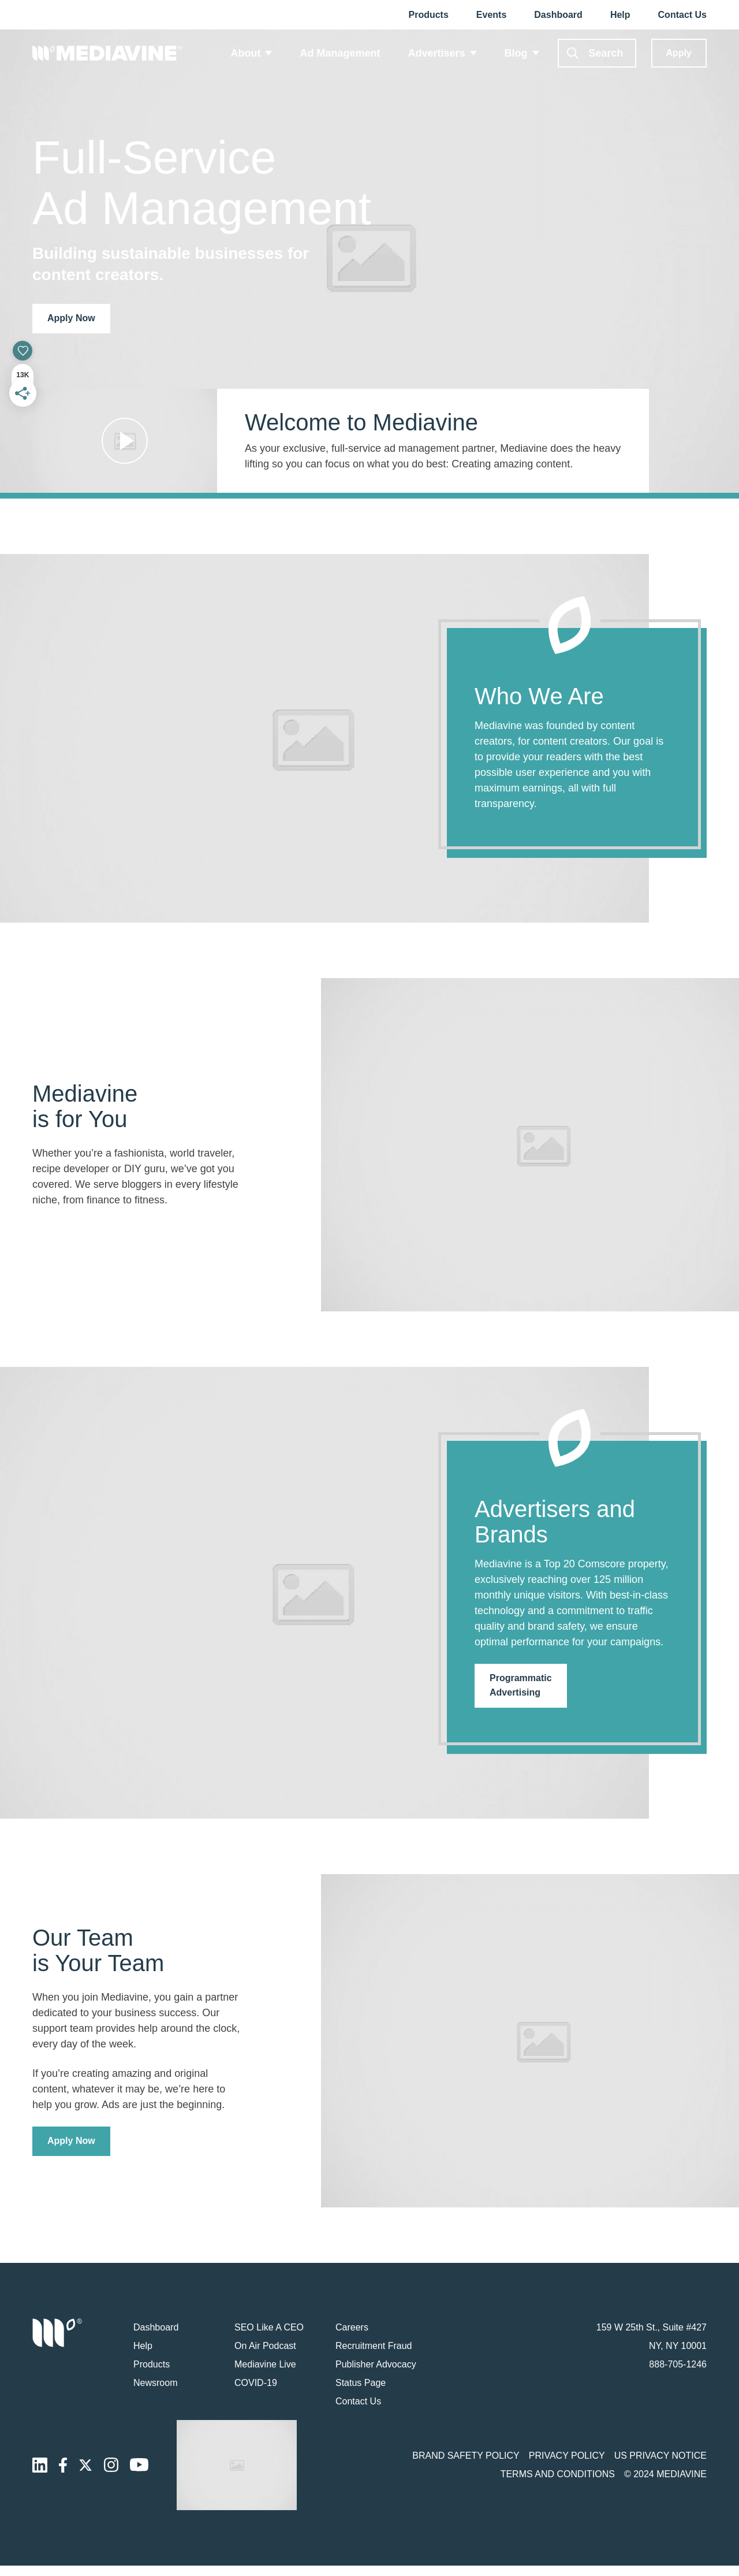 Products Events Dashboard Help Contact Us
MEDIAVINE About Ad Management Advertisers Blog Search Apply
Full-Service
Ad Management
Building sustainable businesses for
content creators.
Apply Now
13K
Welcome to Mediavine
As your exclusive, full-service ad management partner, Mediavine does the heavy
lifting so you can focus on what you do best: Creating amazing content.
Who We Are
Mediavine was founded by content
creators, for content creators. Our goal is
to provide your readers with the best
possible user experience and you with
maximum earnings, all with full
transparency.
Mediavine
is for You
Whether you’re a fashionista, world traveler,
recipe developer or DIY guru, we’ve got you
covered. We serve bloggers in every lifestyle
niche, from finance to fitness.
Advertisers and
Brands
Mediavine is a Top 20 Comscore property,
exclusively reaching over 125 million
monthly unique visitors. With best-in-class
technology and a commitment to traffic
quality and brand safety, we ensure
optimal performance for your campaigns.
Programmatic
Advertising
Our Team
is Your Team
When you join Mediavine, you gain a partner
dedicated to your business success. Our
support team provides help around the clock,
every day of the week.
If you’re creating amazing and original
content, whatever it may be, we’re here to
help you grow. Ads are just the beginning.
Apply Now
®
Dashboard
Help
Products
Newsroom
SEO Like A CEO
On Air Podcast
Mediavine Live
COVID-19
Careers
Recruitment Fraud
Publisher Advocacy
Status Page
Contact Us
159 W 25th St., Suite #427
NY, NY 10001
888-705-1246
BRAND SAFETY POLICY PRIVACY POLICY US PRIVACY NOTICE
TERMS AND CONDITIONS © 2024 MEDIAVINE